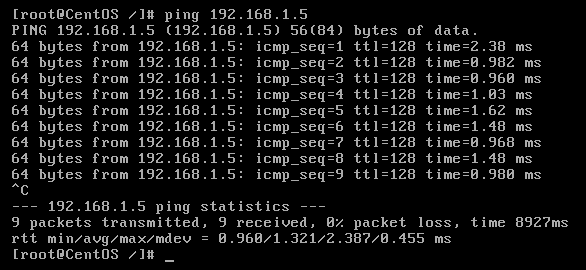 [root@CentOS /]# ping 192.168.1.5
PING 192.168.1.5 (192.168.1.5) 56(84) bytes of data.
64 bytes from 192.168.1.5: icmp_seq=1 ttl=128 time=2.38 ms
64 bytes from 192.168.1.5: icmp_seq=2 ttl=128 time=0.982 ms
64 bytes from 192.168.1.5: icmp_seq=3 ttl=128 time=0.960 ms
64 bytes from 192.168.1.5: icmp_seq=4 ttl=128 time=1.03 ms
64 bytes from 192.168.1.5: icmp_seq=5 ttl=128 time=1.62 ms
64 bytes from 192.168.1.5: icmp_seq=6 ttl=128 time=1.48 ms
64 bytes from 192.168.1.5: icmp_seq=7 ttl=128 time=0.968 ms
64 bytes from 192.168.1.5: icmp_seq=8 ttl=128 time=1.48 ms
64 bytes from 192.168.1.5: icmp_seq=9 ttl=128 time=0.980 ms
^C
--- 192.168.1.5 ping statistics ---
9 packets transmitted, 9 received, 0% packet loss, time 8927ms
rtt min/avg/max/mdev = 0.960/1.321/2.387/0.455 ms
[root@CentOS /]# _